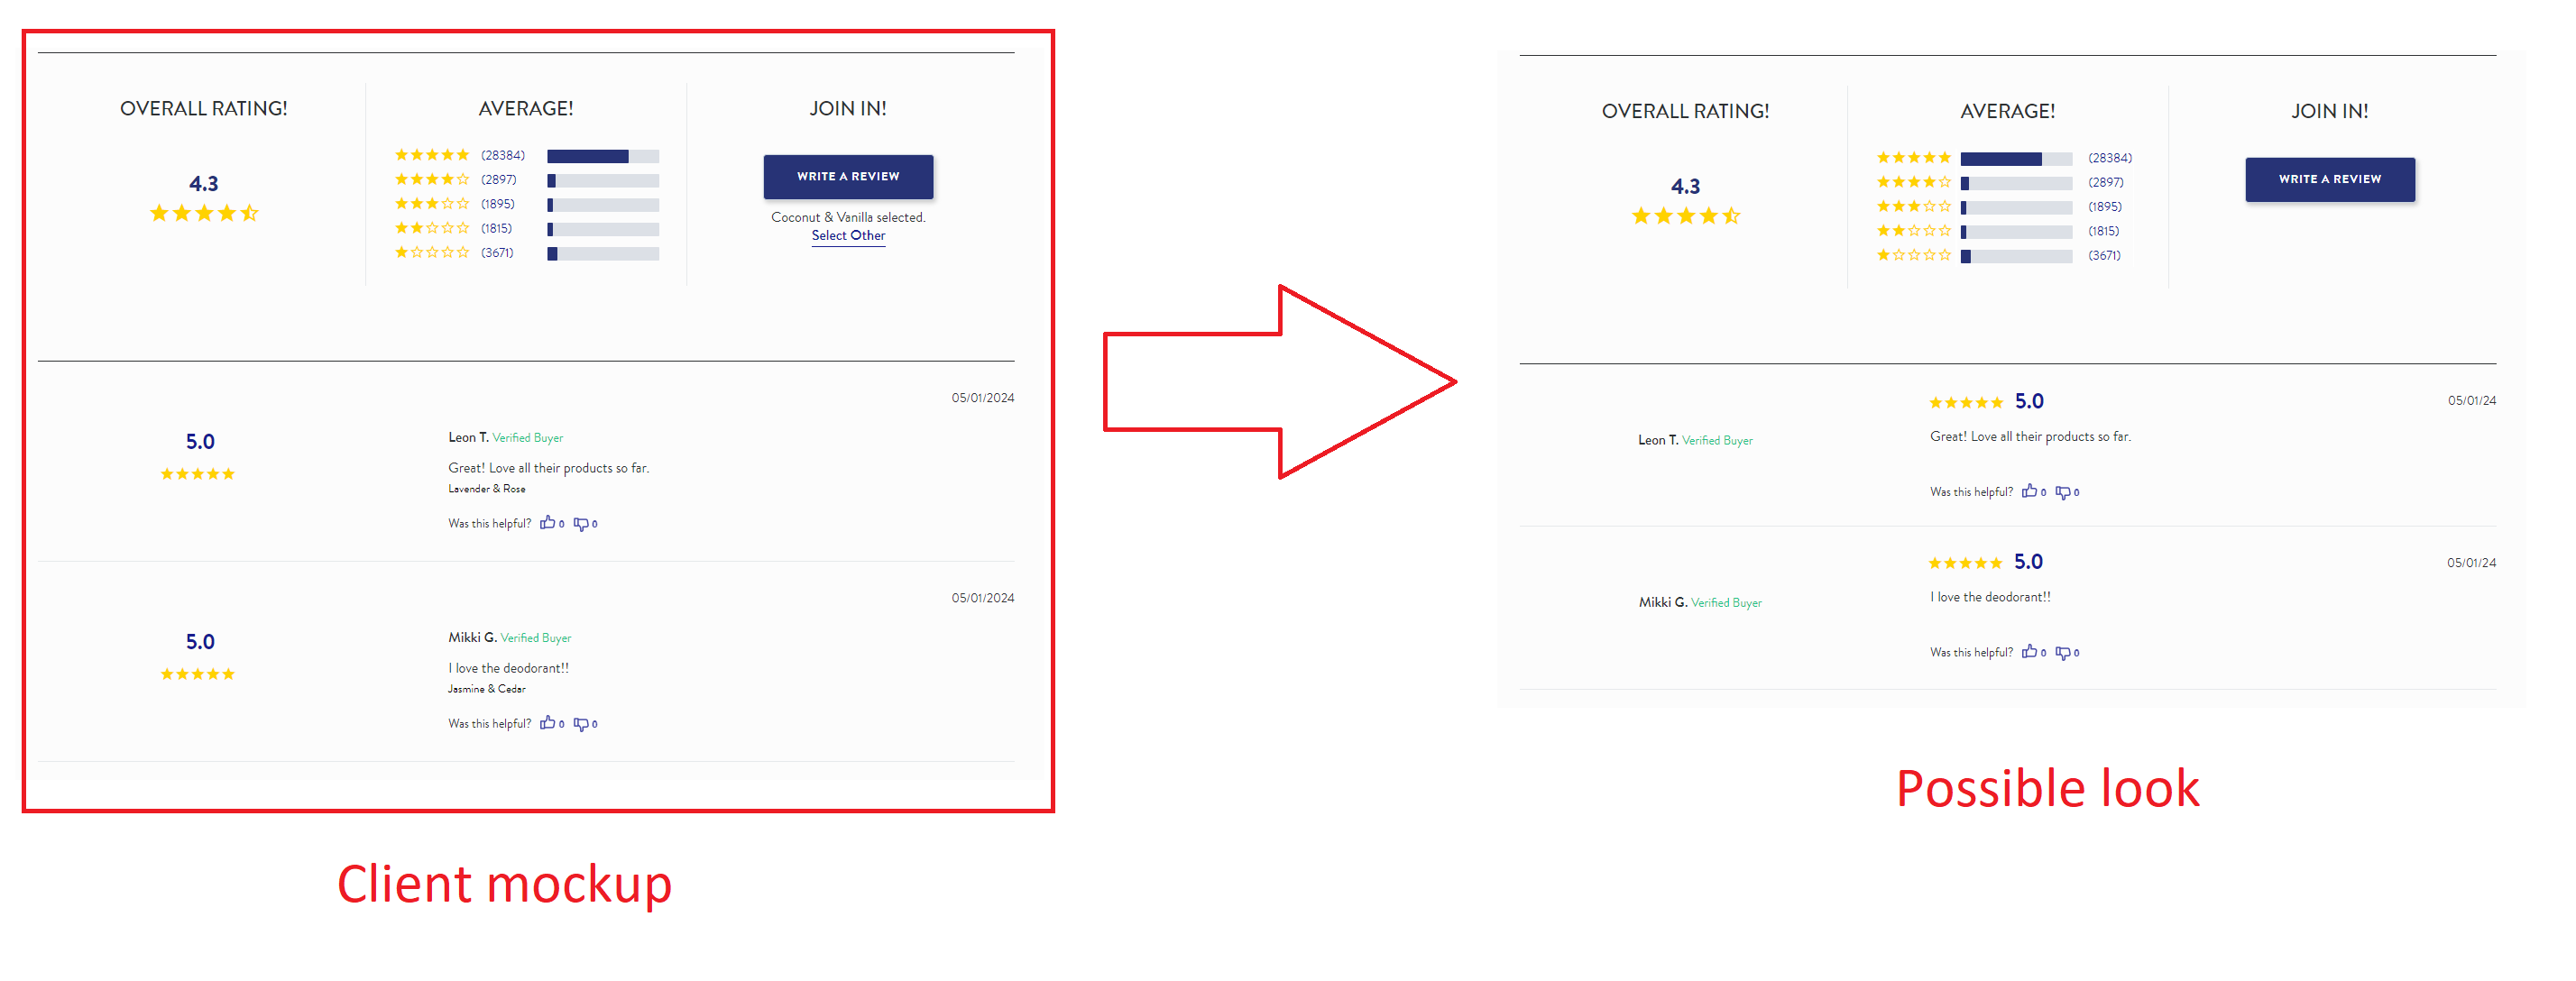 OVERALL RATING!
4.3
AVERAGE!
(28384)
(2897)
(1895)
(1815)
(3671)
JOIN IN!
WRITE A REVIEW
Coconut & Vanilla selected.
Select Other
05/01/2024
5.0
Leon T. Verified Buyer
Great! Love all their products so far.
Lavender & Rose
Was this helpful? 0 0
05/01/2024
5.0
Mikki G. Verified Buyer
I love the deodorant!!
Jasmine & Cedar
Was this helpful? 0 0
Client mockup
OVERALL RATING!
4.3
AVERAGE!
(28384)
(2897)
(1895)
(1815)
(3671)
JOIN IN!
WRITE A REVIEW
5.0
05/01/24
Leon T. Verified Buyer
Great! Love all their products so far.
Was this helpful? 0 0
5.0
05/01/24
Mikki G. Verified Buyer
I love the deodorant!!
Was this helpful? 0 0
Possible look